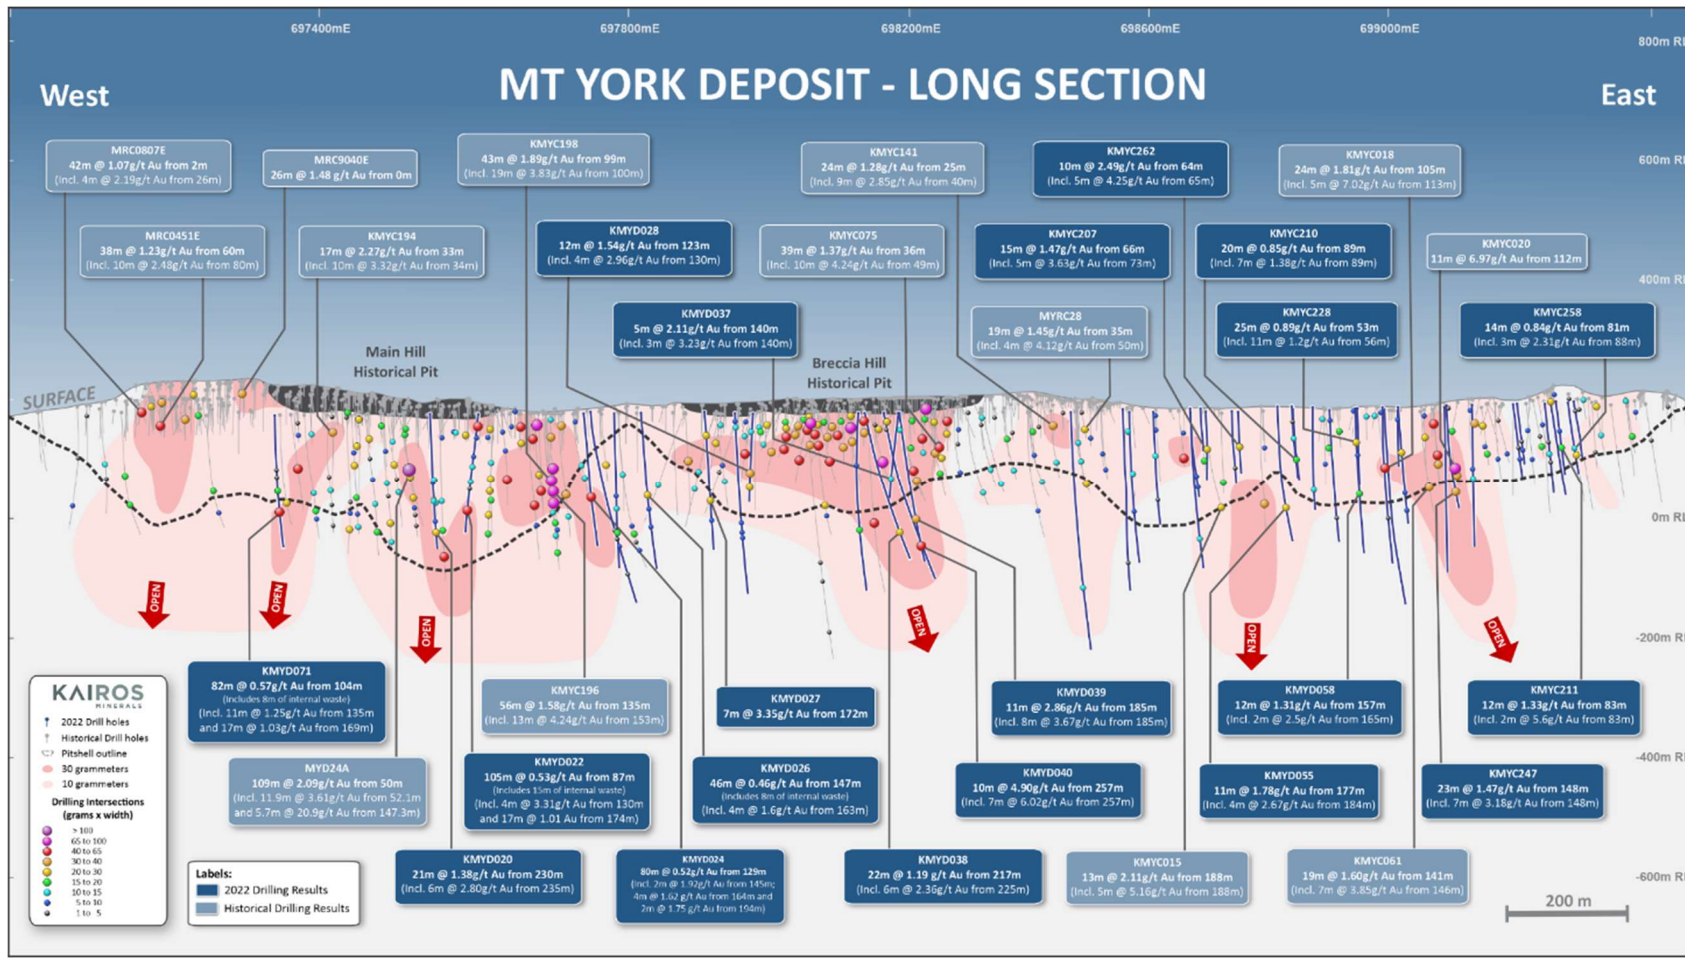 697400mE
697800mE
698200mE
698600mE
699000mE
800m RL
MT YORK DEPOSIT - LONG SECTION
West
East
MRC0807E
42m @ 1.07g/t Au from 2m
(Incl. 4m @ 2.19g/t Au from 26m)
MRC9040E
26m @ 1.48 g/t Au from 0m
KMYC198
43m @ 1.89g/t Au from 99m
(Incl. 19m @ 3.83g/t Au from 100m)
KMYC141
24m @ 1.28g/t Au from 25m
(Incl. 9m @ 2.85g/t Au from 40m)
KMYC262
10m @ 2.49g/t Au from 64m
(Incl. 5m @ 4.25g/t Au from 65m)
KMYC018
24m @ 1.81g/t Au from 105m
(Incl. 5m @ 7.02g/t Au from 113m)
600m RL
MRC0451E
38m @ 1.23g/t Au from 60m
(Incl. 10m @ 2.48g/t Au from 80m)
KMYC194
17m @ 2.27g/t Au from 33m
(Incl. 10m @ 3.32g/t Au from 34m)
KMYD028
12m @ 1.54g/t Au from 123m
(Incl. 4m @ 2.96g/t Au from 130m)
KMYC075
39m @ 1.37g/t Au from 36m
(Incl. 10m @ 4.24g/t Au from 49m)
KMYC207
15m @ 1.47g/t Au from 66m
(Incl. 5m @ 3.63g/t Au from 73m)
KMYC210
20m @ 0.85g/t Au from 89m
(Incl. 7m @ 1.38g/t Au from 89m)
KMYC020
11m @ 6.97g/t Au from 112m
400m RL
KMYD037
5m @ 2.11g/t Au from 140m
(Incl. 3m @ 3.23g/t Au from 140m)
MYRC28
19m @ 1.45g/t Au from 35m
(Incl. 4m @ 4.12g/t Au from 50m)
KMYC228
25m @ 0.89g/t Au from 53m
(Incl. 11m @ 1.2g/t Au from 56m)
KMYC258
14m @ 0.84g/t Au from 81m
(Incl. 3m @ 2.31g/t Au from 88m)
Main Hill
Historical Pit
Breccia Hill
Historical Pit
SURFACE
0m RL
OPEN
OPEN
OPEN
OPEN
OPEN
OPEN
-200m RL
KMYD071
82m @ 0.57g/t Au from 104m
(Includes 8m of internal waste)
(Incl. 11m @ 1.25g/t Au from 135m
and 17m @ 1.03g/t Au from 169m)
KMYC196
56m @ 1.58g/t Au from 135m
(Incl. 13m @ 4.24g/t Au from 153m)
KMYD027
7m @ 3.35g/t Au from 172m
KMYD039
11m @ 2.86g/t Au from 185m
(Incl. 8m @ 3.67g/t Au from 185m)
KMYD058
12m @ 1.31g/t Au from 157m
(Incl. 2m @ 2.5g/t Au from 165m)
KMYC211
12m @ 1.33g/t Au from 83m
(Incl. 2m @ 5.6g/t Au from 83m)
-400m RL
MYD24A
109m @ 2.09g/t Au from 50m
(Incl. 11.9m @ 3.61g/t Au from 52.1m
and 5.7m @ 20.9g/t Au from 147.3m)
KMYD022
105m @ 0.53g/t Au from 87m
(Includes 15m of internal waste)
(Incl. 4m @ 3.31g/t Au from 130m
and 17m @ 1.01 Au from 174m)
KMYD026
46m @ 0.46g/t Au from 147m
(Includes 8m of internal waste)
(Incl. 4m @ 1.6g/t Au from 163m)
KMYD040
10m @ 4.90g/t Au from 257m
(Incl. 7m @ 6.02g/t Au from 257m)
KMYD055
11m @ 1.78g/t Au from 177m
(Incl. 4m @ 2.67g/t Au from 184m)
KMYC247
23m @ 1.47g/t Au from 148m
(Incl. 7m @ 3.18g/t Au from 148m)
KMYD020
21m @ 1.38g/t Au from 230m
(Incl. 6m @ 2.80g/t Au from 235m)
KMYD024
80m @ 0.52g/t Au from 129m
(Incl. 2m @ 1.92g/t Au from 145m;
4m @ 1.62 g/t Au from 164m and
2m @ 1.75 g/t Au from 194m)
KMYD038
22m @ 1.19 g/t Au from 217m
(Incl. 6m @ 2.36g/t Au from 225m)
KMYC015
13m @ 2.11g/t Au from 188m
(Incl. 5m @ 5.16g/t Au from 188m)
KMYC061
19m @ 1.60g/t Au from 141m
(Incl. 7m @ 3.85g/t Au from 146m)
-600m RL
200 m
KAIROS
MINERALS
2022 Drill holes
Historical Drill holes
Pitshell outline
30 grammeters
10 grammeters
Drilling Intersections
(grams x width)
> 100
65 to 100
40 to 65
30 to 40
20 to 30
15 to 20
10 to 15
5 to 10
1 to 5
Labels:
2022 Drilling Results
Historical Drilling Results